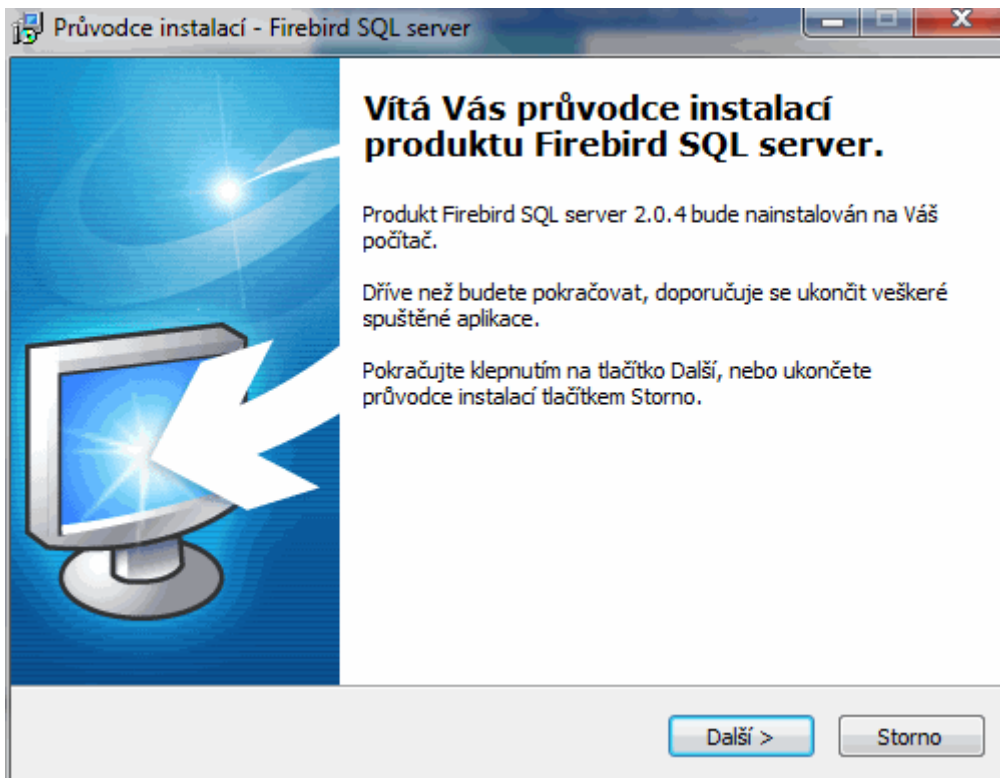 Průvodce instalací - Firebird SQL server
Vítá Vás průvodce instalací
produktu Firebird SQL server.
Produkt Firebird SQL server 2.0.4 bude nainstalován na Váš
počítač.
Dříve než budete pokračovat, doporučuje se ukončit veškeré
spuštěné aplikace.
Pokračujte klepnutím na tlačítko Další, nebo ukončete
průvodce instalací tlačítkem Storno.
Další >
Storno